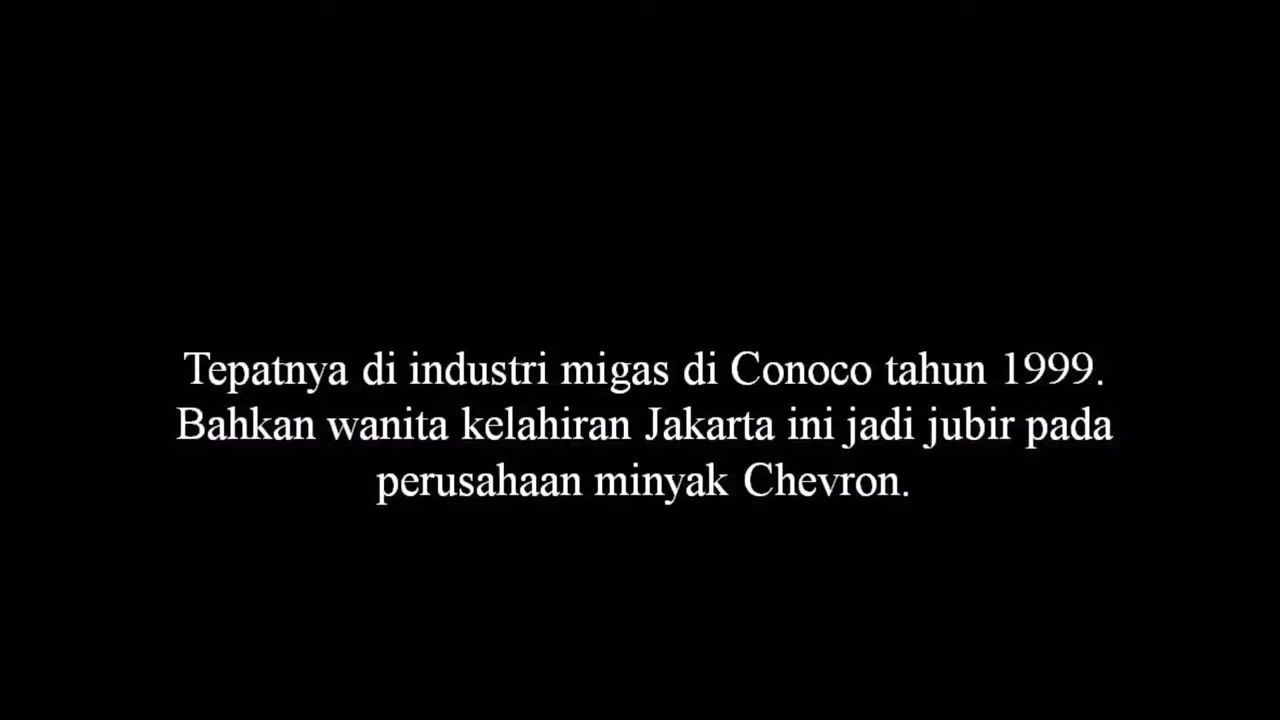 Tepatnya di industri migas di Conoco tahun 1999.
Bahkan wanita kelahiran Jakarta ini jadi jubir pada
perusahaan minyak Chevron.